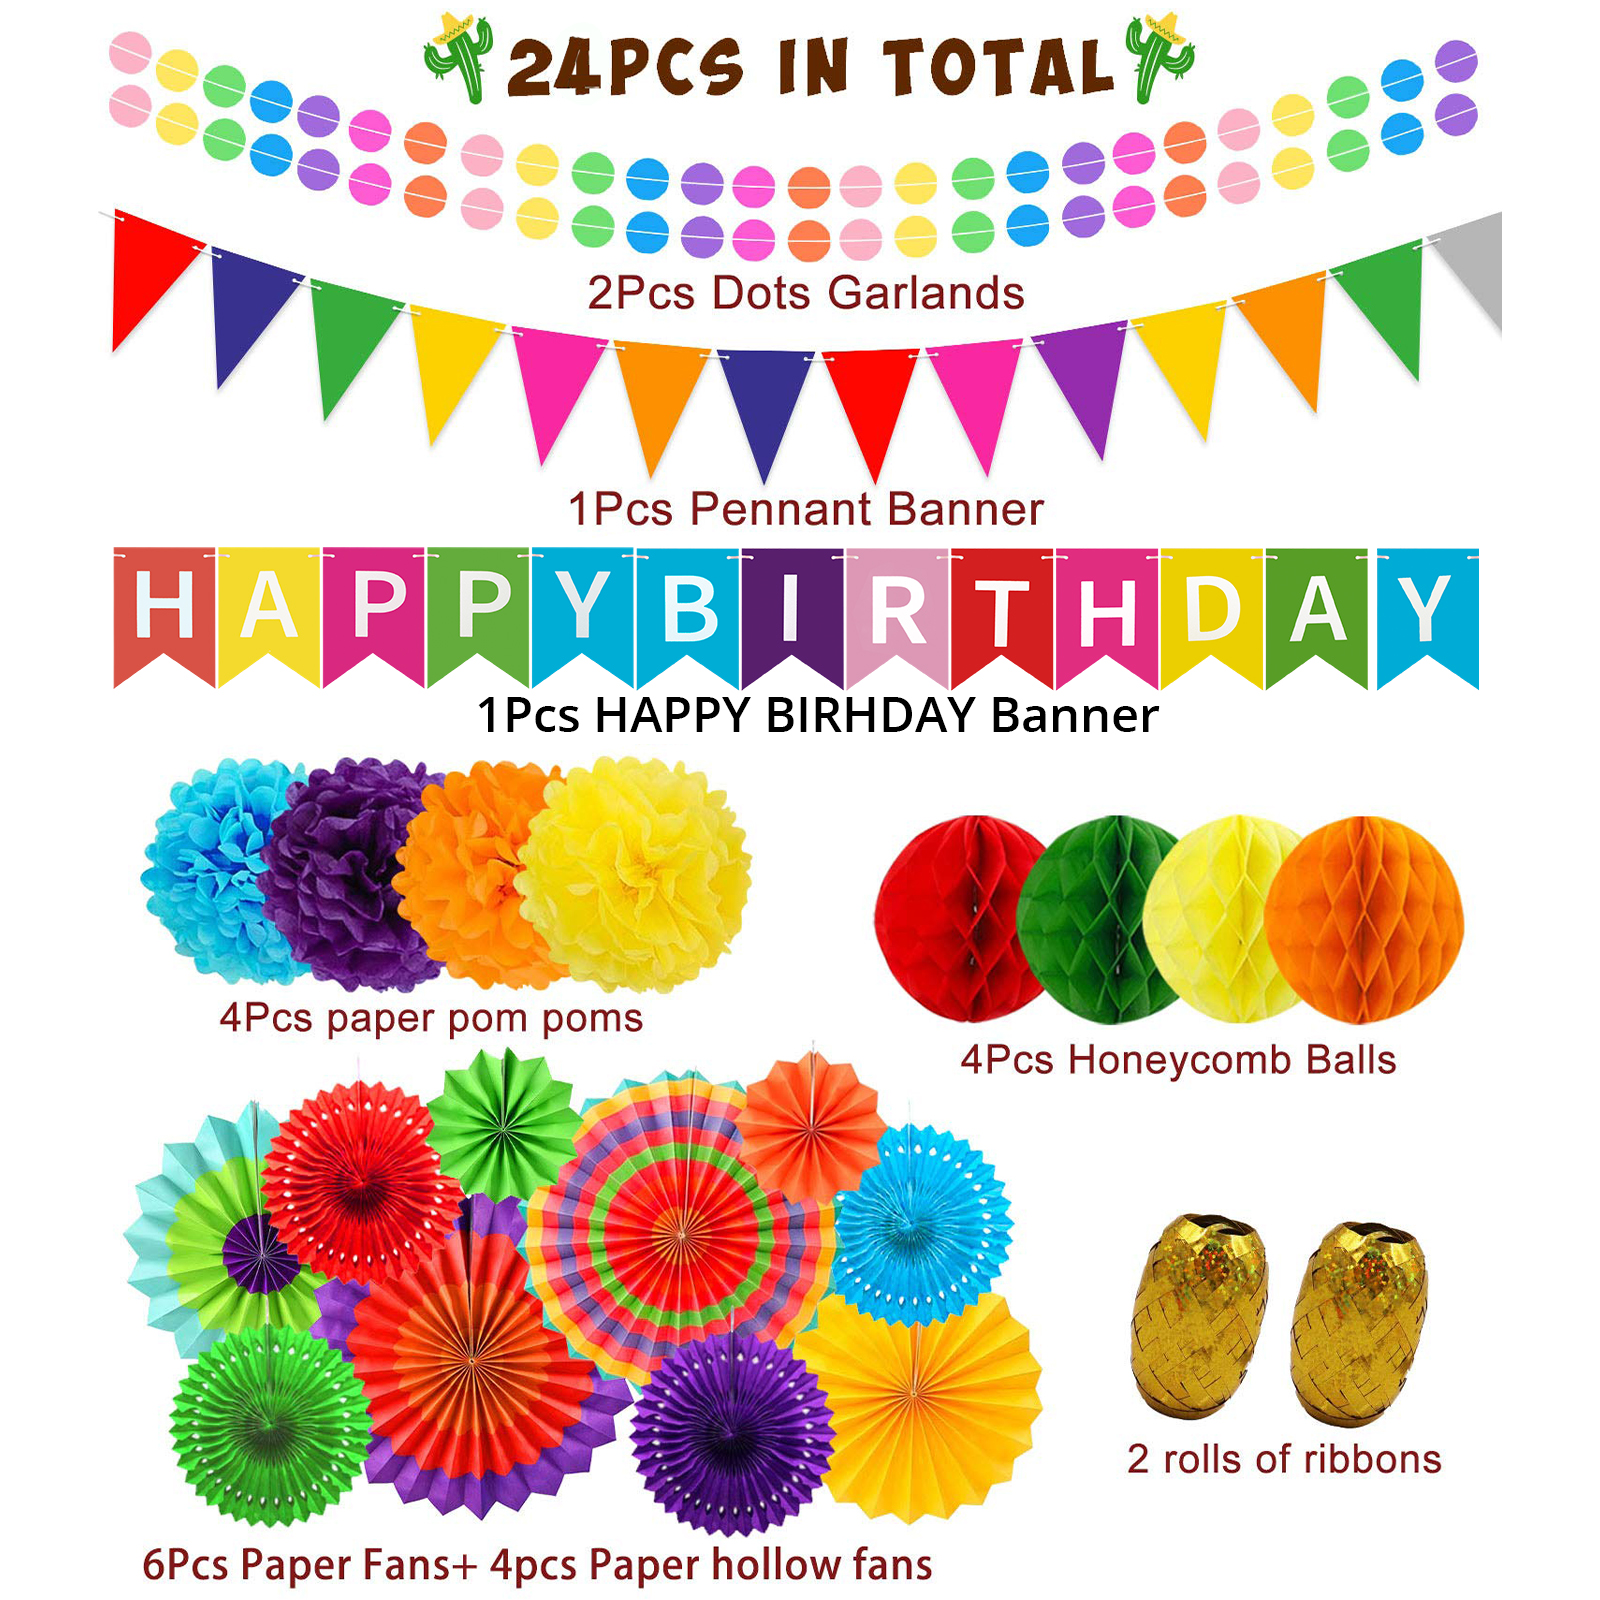 24PCS IN TOTAL
2Pcs Dots Garlands
1Pcs Pennant Banner
HAPPYBIRTHDAY
1Pcs HAPPY BIRHDAY Banner
4Pcs paper pom poms
4Pcs Honeycomb Balls
2 rolls of ribbons
6Pcs Paper Fans+ 4pcs Paper hollow fans